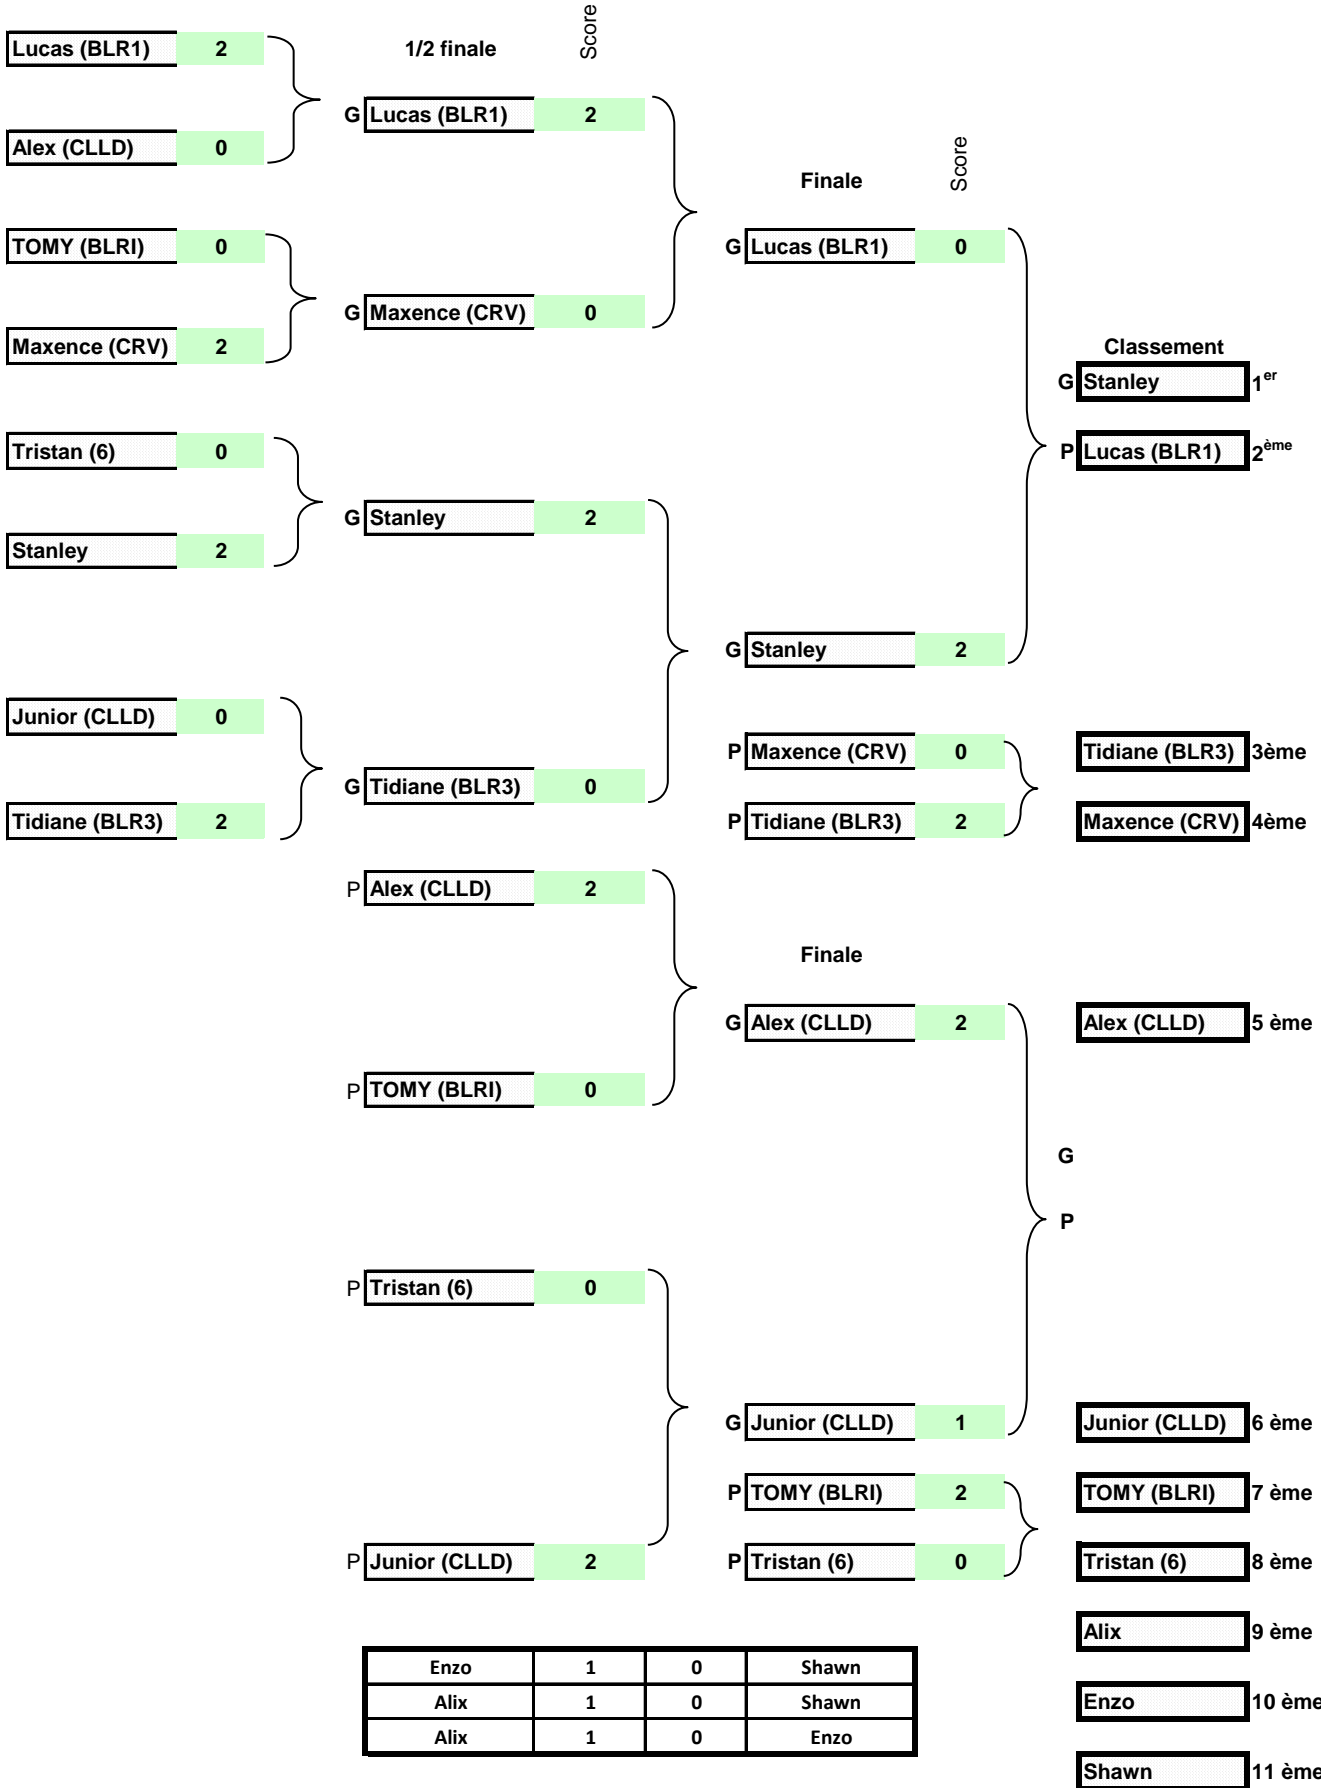 Score
Lucas (BLR1) 2
1/2 finale
G Lucas (BLR1) 2
Alex (CLLD) 0
Score
Finale
TOMY (BLRI) 0
G Lucas (BLR1) 0
G Maxence (CRV) 0
Maxence (CRV) 2
Classement
G Stanley 1er
Tristan (6) 0
P Lucas (BLR1) 2ème
G Stanley 2
Stanley 2
G Stanley 2
Junior (CLLD) 0
P Maxence (CRV) 0
Tidiane (BLR3) 3ème
G Tidiane (BLR3) 0
Tidiane (BLR3) 2
P Tidiane (BLR3) 2
Maxence (CRV) 4ème
P Alex (CLLD) 2
Finale
G Alex (CLLD) 2
Alex (CLLD) 5 ème
P TOMY (BLRI) 0
G
P
P Tristan (6) 0
G Junior (CLLD) 1
Junior (CLLD) 6 ème
P TOMY (BLRI) 2
TOMY (BLRI) 7 ème
P Junior (CLLD) 2
P Tristan (6) 0
Tristan (6) 8 ème
Alix 9 ème
Enzo 1 0 Shawn
Alix 1 0 Shawn
Enzo 10 ème
Alix 1 0 Enzo
Shawn 11 ème